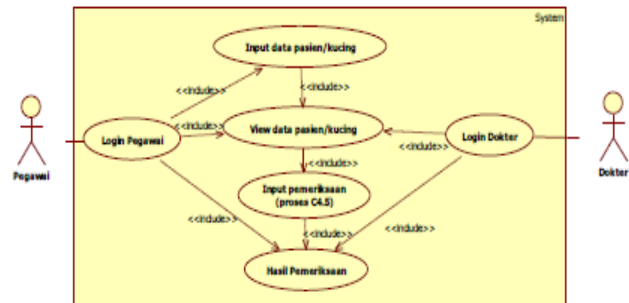 System
Input data pasien/kucing
<<include>>
<<include>>
<<include>>
View data pasien/kucing
<<include>>
Login Pegawai
Login Dokter
Pegawai
Dokter
<<include>>
Input pemeriksaan
(proses C4.5)
<<include>>
<<include>>
<<include>>
Hasil Pemeriksaan